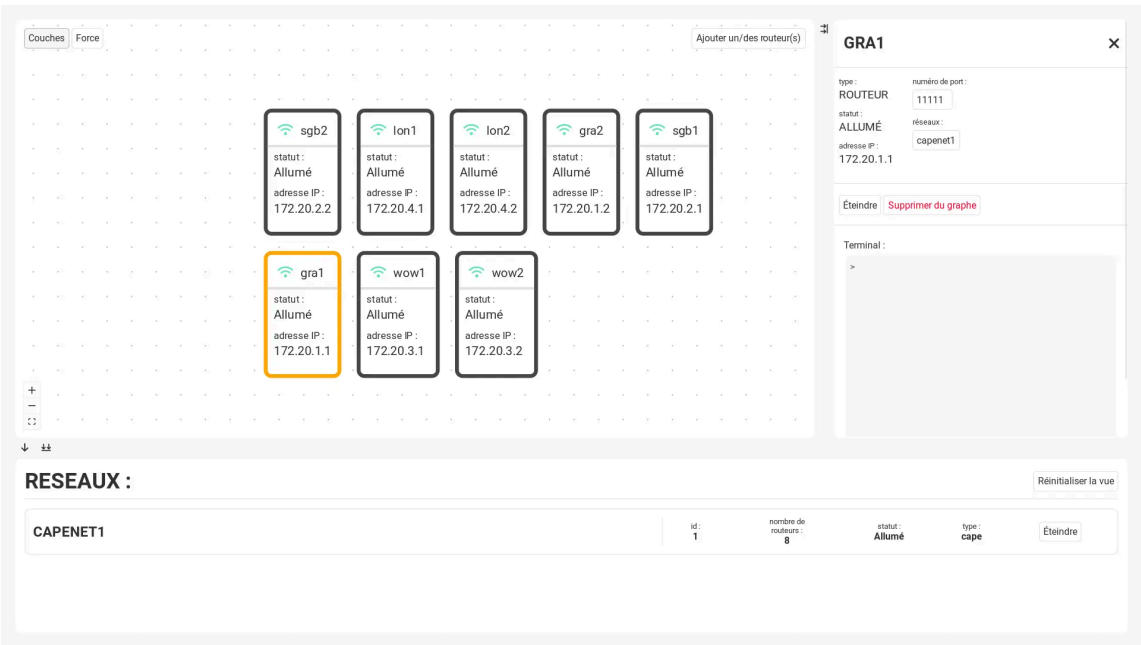 Couches Force Ajouter un/des routeur(s)
sgb2 lon1 lon2 gra2 sgb1
statut : statut : statut : statut : statut :
Allumé Allumé Allumé Allumé Allumé
adresse IP : adresse IP : adresse IP : adresse IP : adresse IP :
172.20.2.2 172.20.4.1 172.20.4.2 172.20.1.2 172.20.2.1
gra1 wow1 wow2
statut : statut : statut :
Allumé Allumé Allumé
adresse IP : adresse IP : adresse IP :
172.20.1.1 172.20.3.1 172.20.3.2
GRA1
type : numéro de port :
ROUTEUR 11111
statut : réseaux :
ALLUMÉ capenet1
adresse IP :
172.20.1.1
Éteindre Supprimer du graphe
Terminal :
>
RESEAUX : Réinitialiser la vue
CAPENET1
id :
1
nombre de
routeurs :
8
statut :
Allumé
type :
cape
Éteindre